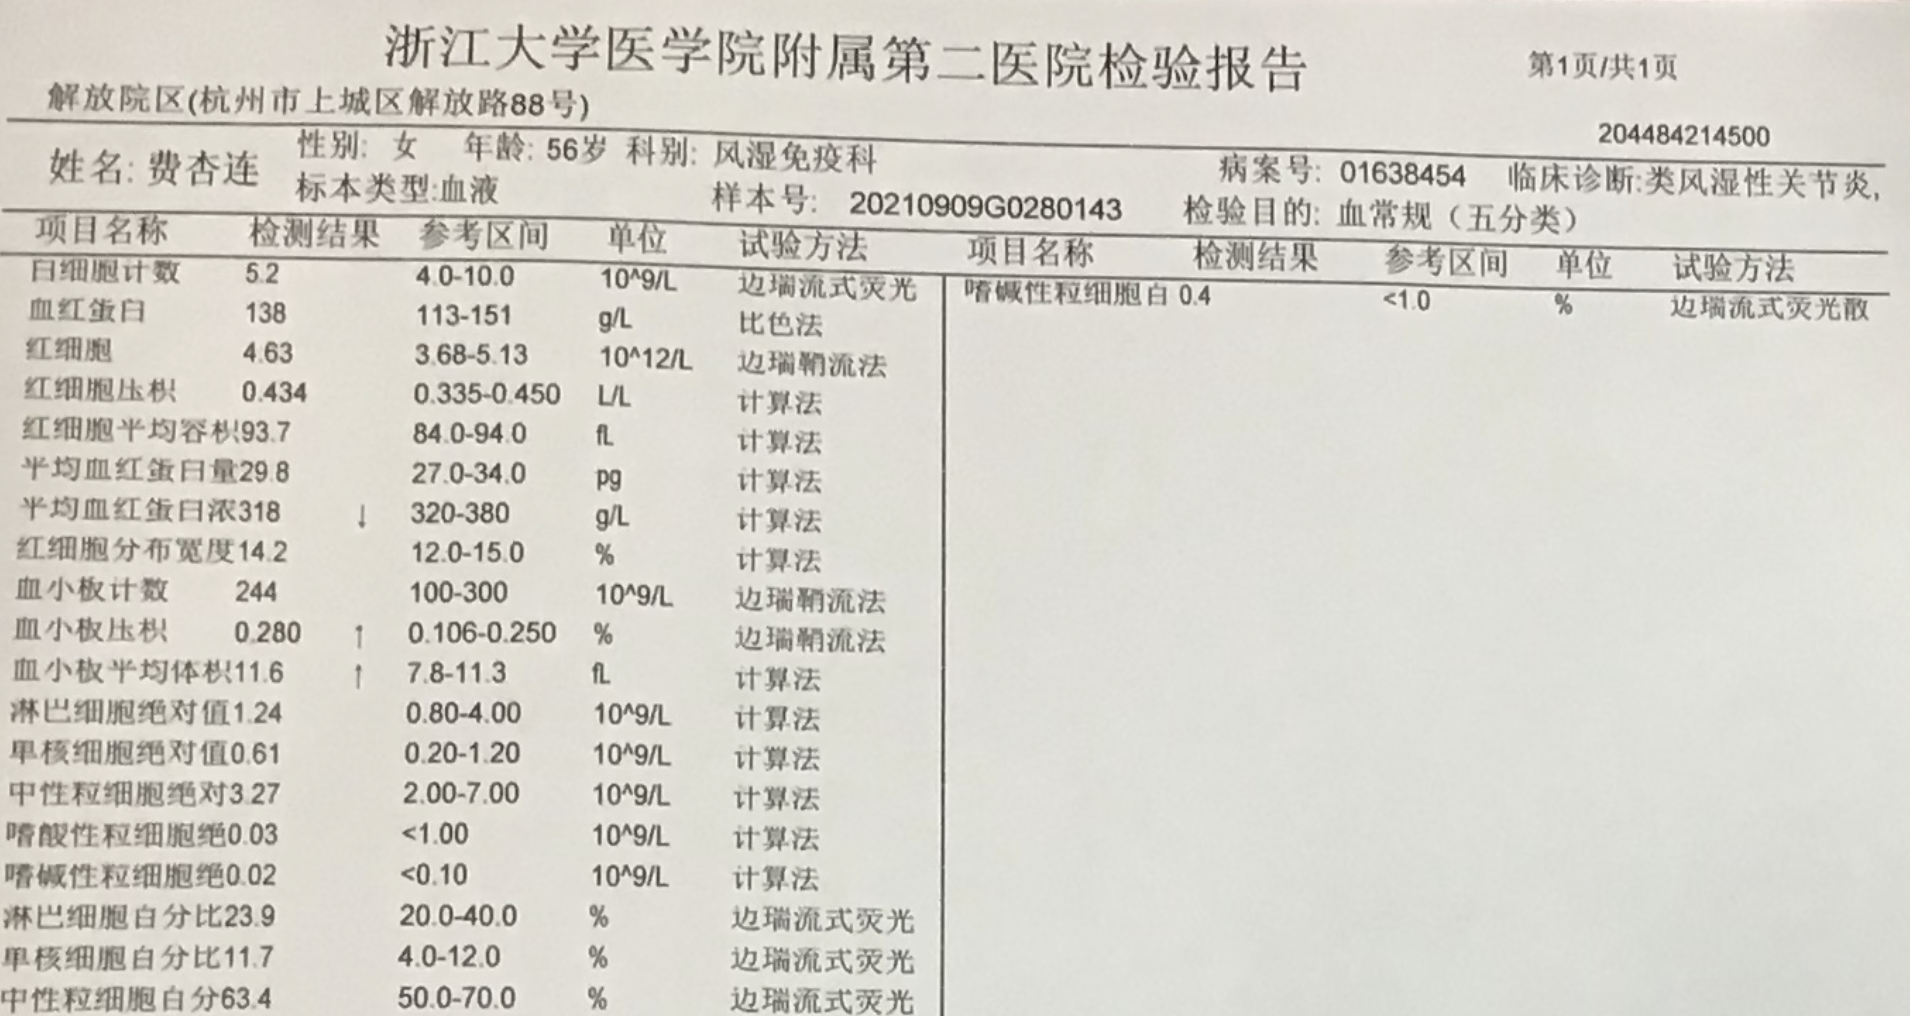 浙江大学医学院附属第二医院检验报告
第1页/共1页
解放院区(杭州市上城区解放路88号)
204484214500
姓名: 费杏连 性别: 女 年龄: 56岁 科别: 风湿免疫科 病案号: 01638454 临床诊断:类风湿性关节炎,
标本类型:血液 样本号: 20210909G0280143 检验目的: 血常规（五分类）
项目名称 检测结果 参考区间 单位 试验方法 项目名称 检测结果 参考区间 单位 试验方法
白细胞计数 5.2 4.0-10.0 10^9/L 边瑞流式荧光 嗜碱性粒细胞百 0.4 <1.0 % 边瑞流式荧光散
血红蛋白 138 113-151 g/L 比色法
红细胞 4.63 3.68-5.13 10^12/L 边瑞鞘流法
红细胞压积 0.434 0.335-0.450 L/L 计算法
红细胞平均容积93.7 84.0-94.0 fL 计算法
平均血红蛋白量29.8 27.0-34.0 pg 计算法
平均血红蛋白浓318 ↓ 320-380 g/L 计算法
红细胞分布宽度14.2 12.0-15.0 % 计算法
血小板计数 244 100-300 10^9/L 边瑞鞘流法
血小板压积 0.280 ↑ 0.106-0.250 % 边瑞鞘流法
血小板平均体积11.6 ↑ 7.8-11.3 fL 计算法
淋巴细胞绝对值1.24 0.80-4.00 10^9/L 计算法
单核细胞绝对值0.61 0.20-1.20 10^9/L 计算法
中性粒细胞绝对3.27 2.00-7.00 10^9/L 计算法
嗜酸性粒细胞绝0.03 <1.00 10^9/L 计算法
嗜碱性粒细胞绝0.02 <0.10 10^9/L 计算法
淋巴细胞百分比23.9 20.0-40.0 % 边瑞流式荧光
单核细胞百分比11.7 4.0-12.0 % 边瑞流式荧光
中性粒细胞百分63.4 50.0-70.0 % 边瑞流式荧光